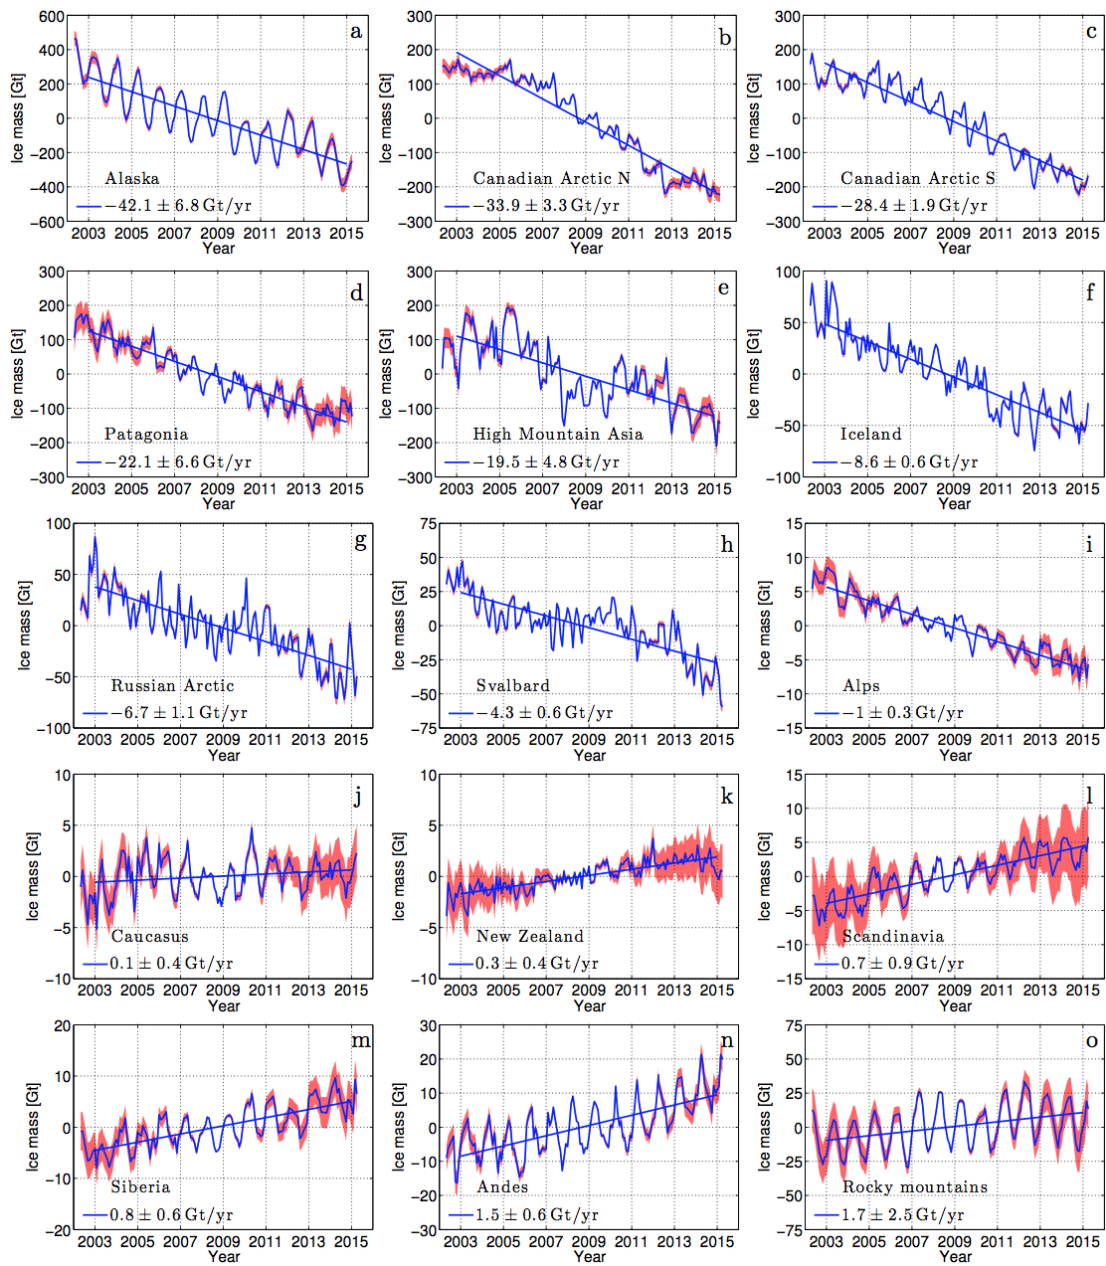 a
Ice mass [Gt]
600
400
200
0
−200
−400
−600
Alaska
−42.1 ± 6.8 Gt/yr
2003 2005 2007 2009 2011 2013 2015
Year
b
Ice mass [Gt]
300
200
100
0
−100
−200
−300
Canadian Arctic N
−33.9 ± 3.3 Gt/yr
2003 2005 2007 2009 2011 2013 2015
Year
c
Ice mass [Gt]
300
200
100
0
−100
−200
−300
Canadian Arctic S
−28.4 ± 1.9 Gt/yr
2003 2005 2007 2009 2011 2013 2015
Year
d
Ice mass [Gt]
300
200
100
0
−100
−200
−300
Patagonia
−22.1 ± 6.6 Gt/yr
2003 2005 2007 2009 2011 2013 2015
Year
e
Ice mass [Gt]
300
200
100
0
−100
−200
−300
High Mountain Asia
−19.5 ± 4.8 Gt/yr
2003 2005 2007 2009 2011 2013 2015
Year
f
Ice mass [Gt]
100
50
0
−50
−100
Iceland
−8.6 ± 0.6 Gt/yr
2003 2005 2007 2009 2011 2013 2015
Year
g
Ice mass [Gt]
100
50
0
−50
−100
Russian Arctic
−6.7 ± 1.1 Gt/yr
2003 2005 2007 2009 2011 2013 2015
Year
h
Ice mass [Gt]
75
50
25
0
−25
−50
−75
Svalbard
−4.3 ± 0.6 Gt/yr
2003 2005 2007 2009 2011 2013 2015
Year
i
Ice mass [Gt]
15
10
5
0
−5
−10
−15
Alps
−1 ± 0.3 Gt/yr
2003 2005 2007 2009 2011 2013 2015
Year
j
Ice mass [Gt]
10
5
0
−5
−10
Caucasus
0.1 ± 0.4 Gt/yr
2003 2005 2007 2009 2011 2013 2015
Year
k
Ice mass [Gt]
10
5
0
−5
−10
New Zealand
0.3 ± 0.4 Gt/yr
2003 2005 2007 2009 2011 2013 2015
Year
l
Ice mass [Gt]
15
10
5
0
−5
−10
−15
Scandinavia
0.7 ± 0.9 Gt/yr
2003 2005 2007 2009 2011 2013 2015
Year
m
Ice mass [Gt]
20
10
0
−10
−20
Siberia
0.8 ± 0.6 Gt/yr
2003 2005 2007 2009 2011 2013 2015
Year
n
Ice mass [Gt]
30
20
10
0
−10
−20
−30
Andes
1.5 ± 0.6 Gt/yr
2003 2005 2007 2009 2011 2013 2015
Year
o
Ice mass [Gt]
75
50
25
0
−25
−50
−75
Rocky mountains
1.7 ± 2.5 Gt/yr
2003 2005 2007 2009 2011 2013 2015
Year